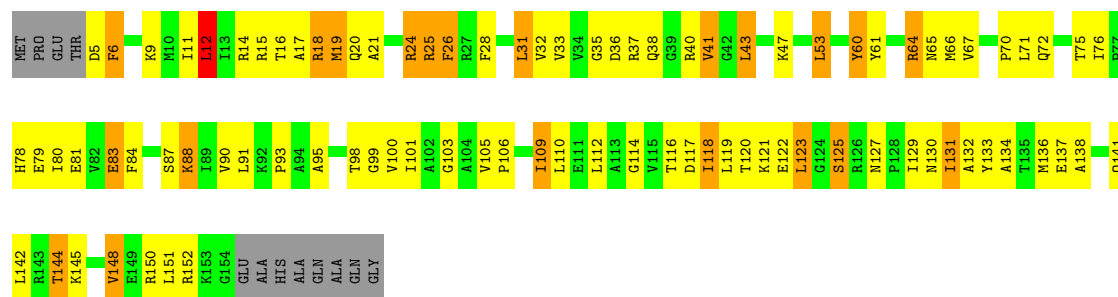 MET PRO GLU THR D5 F6 K9 M10 I11 L12 I13 R14 R15 T16 A17 R18 M19 Q20 A21 R24 R25 F26 R27 F28 L31 V32 V33 V34 G35 D36 R37 Q38 G39 R40 V41 G42 L43 K47 L53 Y60 Y61 R64 N65 M66 V67 P70 L71 Q72 T75 I76 P77
H78 E79 I80 E81 V82 E83 F84 S87 K88 I89 V90 L91 K92 P93 A94 A95 T98 G99 V100 I101 A102 G103 A104 V105 P106 I109 L110 E111 L112 A113 G114 V115 T116 D117 I118 L119 T120 K121 E122 L123 G124 S125 R126 N127 P128 I129 N130 I131 A132 Y133 A134 T135 M136 E137 A138 Q141
L142 R143 T144 K145 V148 E149 R150 L151 R152 K153 G154 GLU ALA HIS ALA GLN ALA GLN GLY